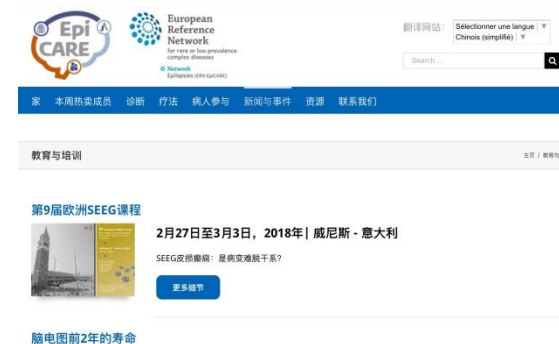 Epi
CARE
European
Reference
Network
for rare or low prevalence
complex diseases
Network
Epilepsies (ERN EpiCARE)
翻译网站：
Sélectionner une langue ▼
Chinois (simplifié) ▼
Search ...
家 本周热卖成员 诊断 疗法 病人参与 新闻与事件 资源 联系我们
教育与培训
主页 / 教育与
第9届欧洲SEEG课程
2月27日至3月3日，2018年| 威尼斯 - 意大利
SEEG皮损癫痫：是病变难脱干系?
更多细节
脑电图前2年的寿命